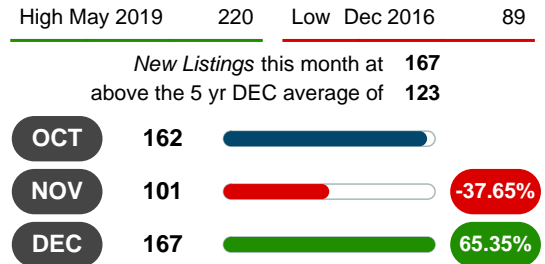 High May 2019 220 Low Dec 2016 89
New Listings this month at 167
above the 5 yr DEC average of 123
OCT 162
NOV 101 -37.65%
DEC 167 65.35%